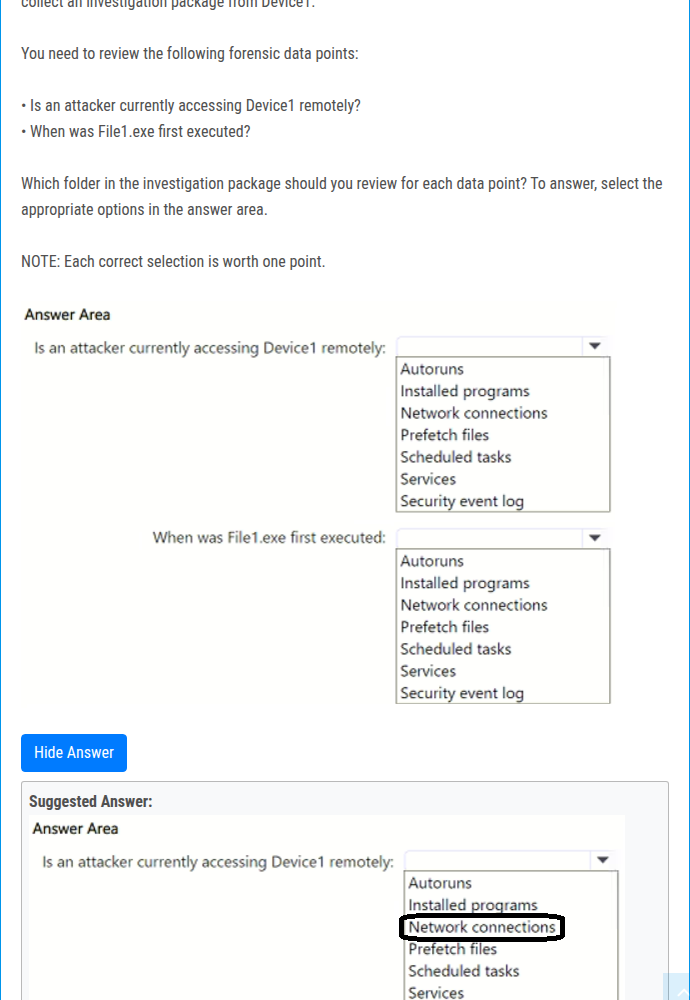 collect an investigation package from Device1.
You need to review the following forensic data points:
• Is an attacker currently accessing Device1 remotely?
• When was File1.exe first executed?
Which folder in the investigation package should you review for each data point? To answer, select the
appropriate options in the answer area.
NOTE: Each correct selection is worth one point.
Answer Area
Is an attacker currently accessing Device1 remotely:
Autoruns
Installed programs
Network connections
Prefetch files
Scheduled tasks
Services
Security event log
When was File1.exe first executed:
Autoruns
Installed programs
Network connections
Prefetch files
Scheduled tasks
Services
Security event log
Hide Answer
Suggested Answer:
Answer Area
Is an attacker currently accessing Device1 remotely:
Autoruns
Installed programs
Network connections
Prefetch files
Scheduled tasks
Services